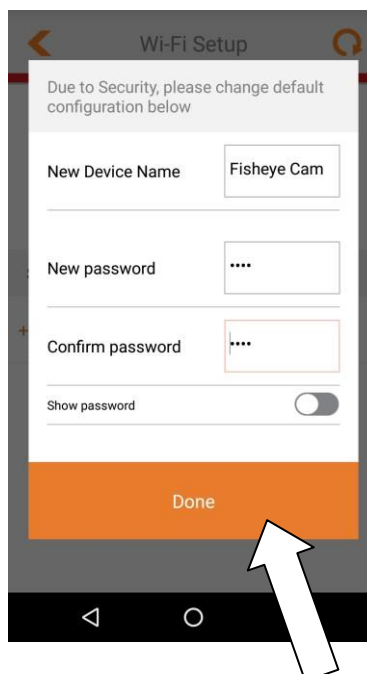 Wi-Fi Setup
Due to Security, please change default
configuration below
New Device Name
Fisheye Cam
New password
••••
Confirm password
••••
Show password
Done